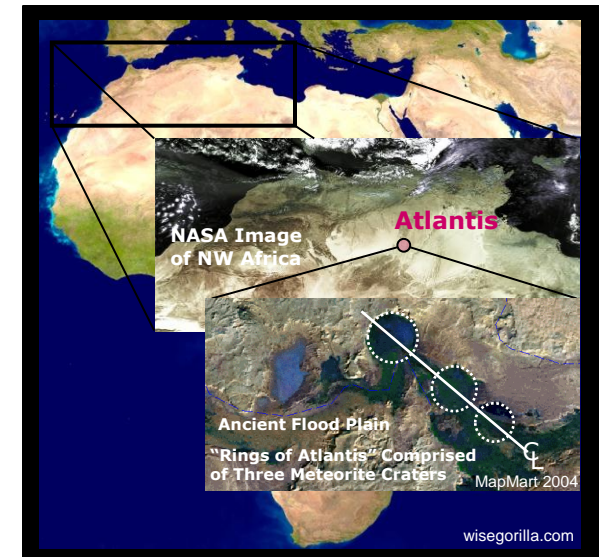 Atlantis
NASA Image
of NW Africa
Ancient Flood Plain
“Rings of Atlantis” Comprised
of Three Meteorite Craters
CL
MapMart 2004
wisegorilla.com